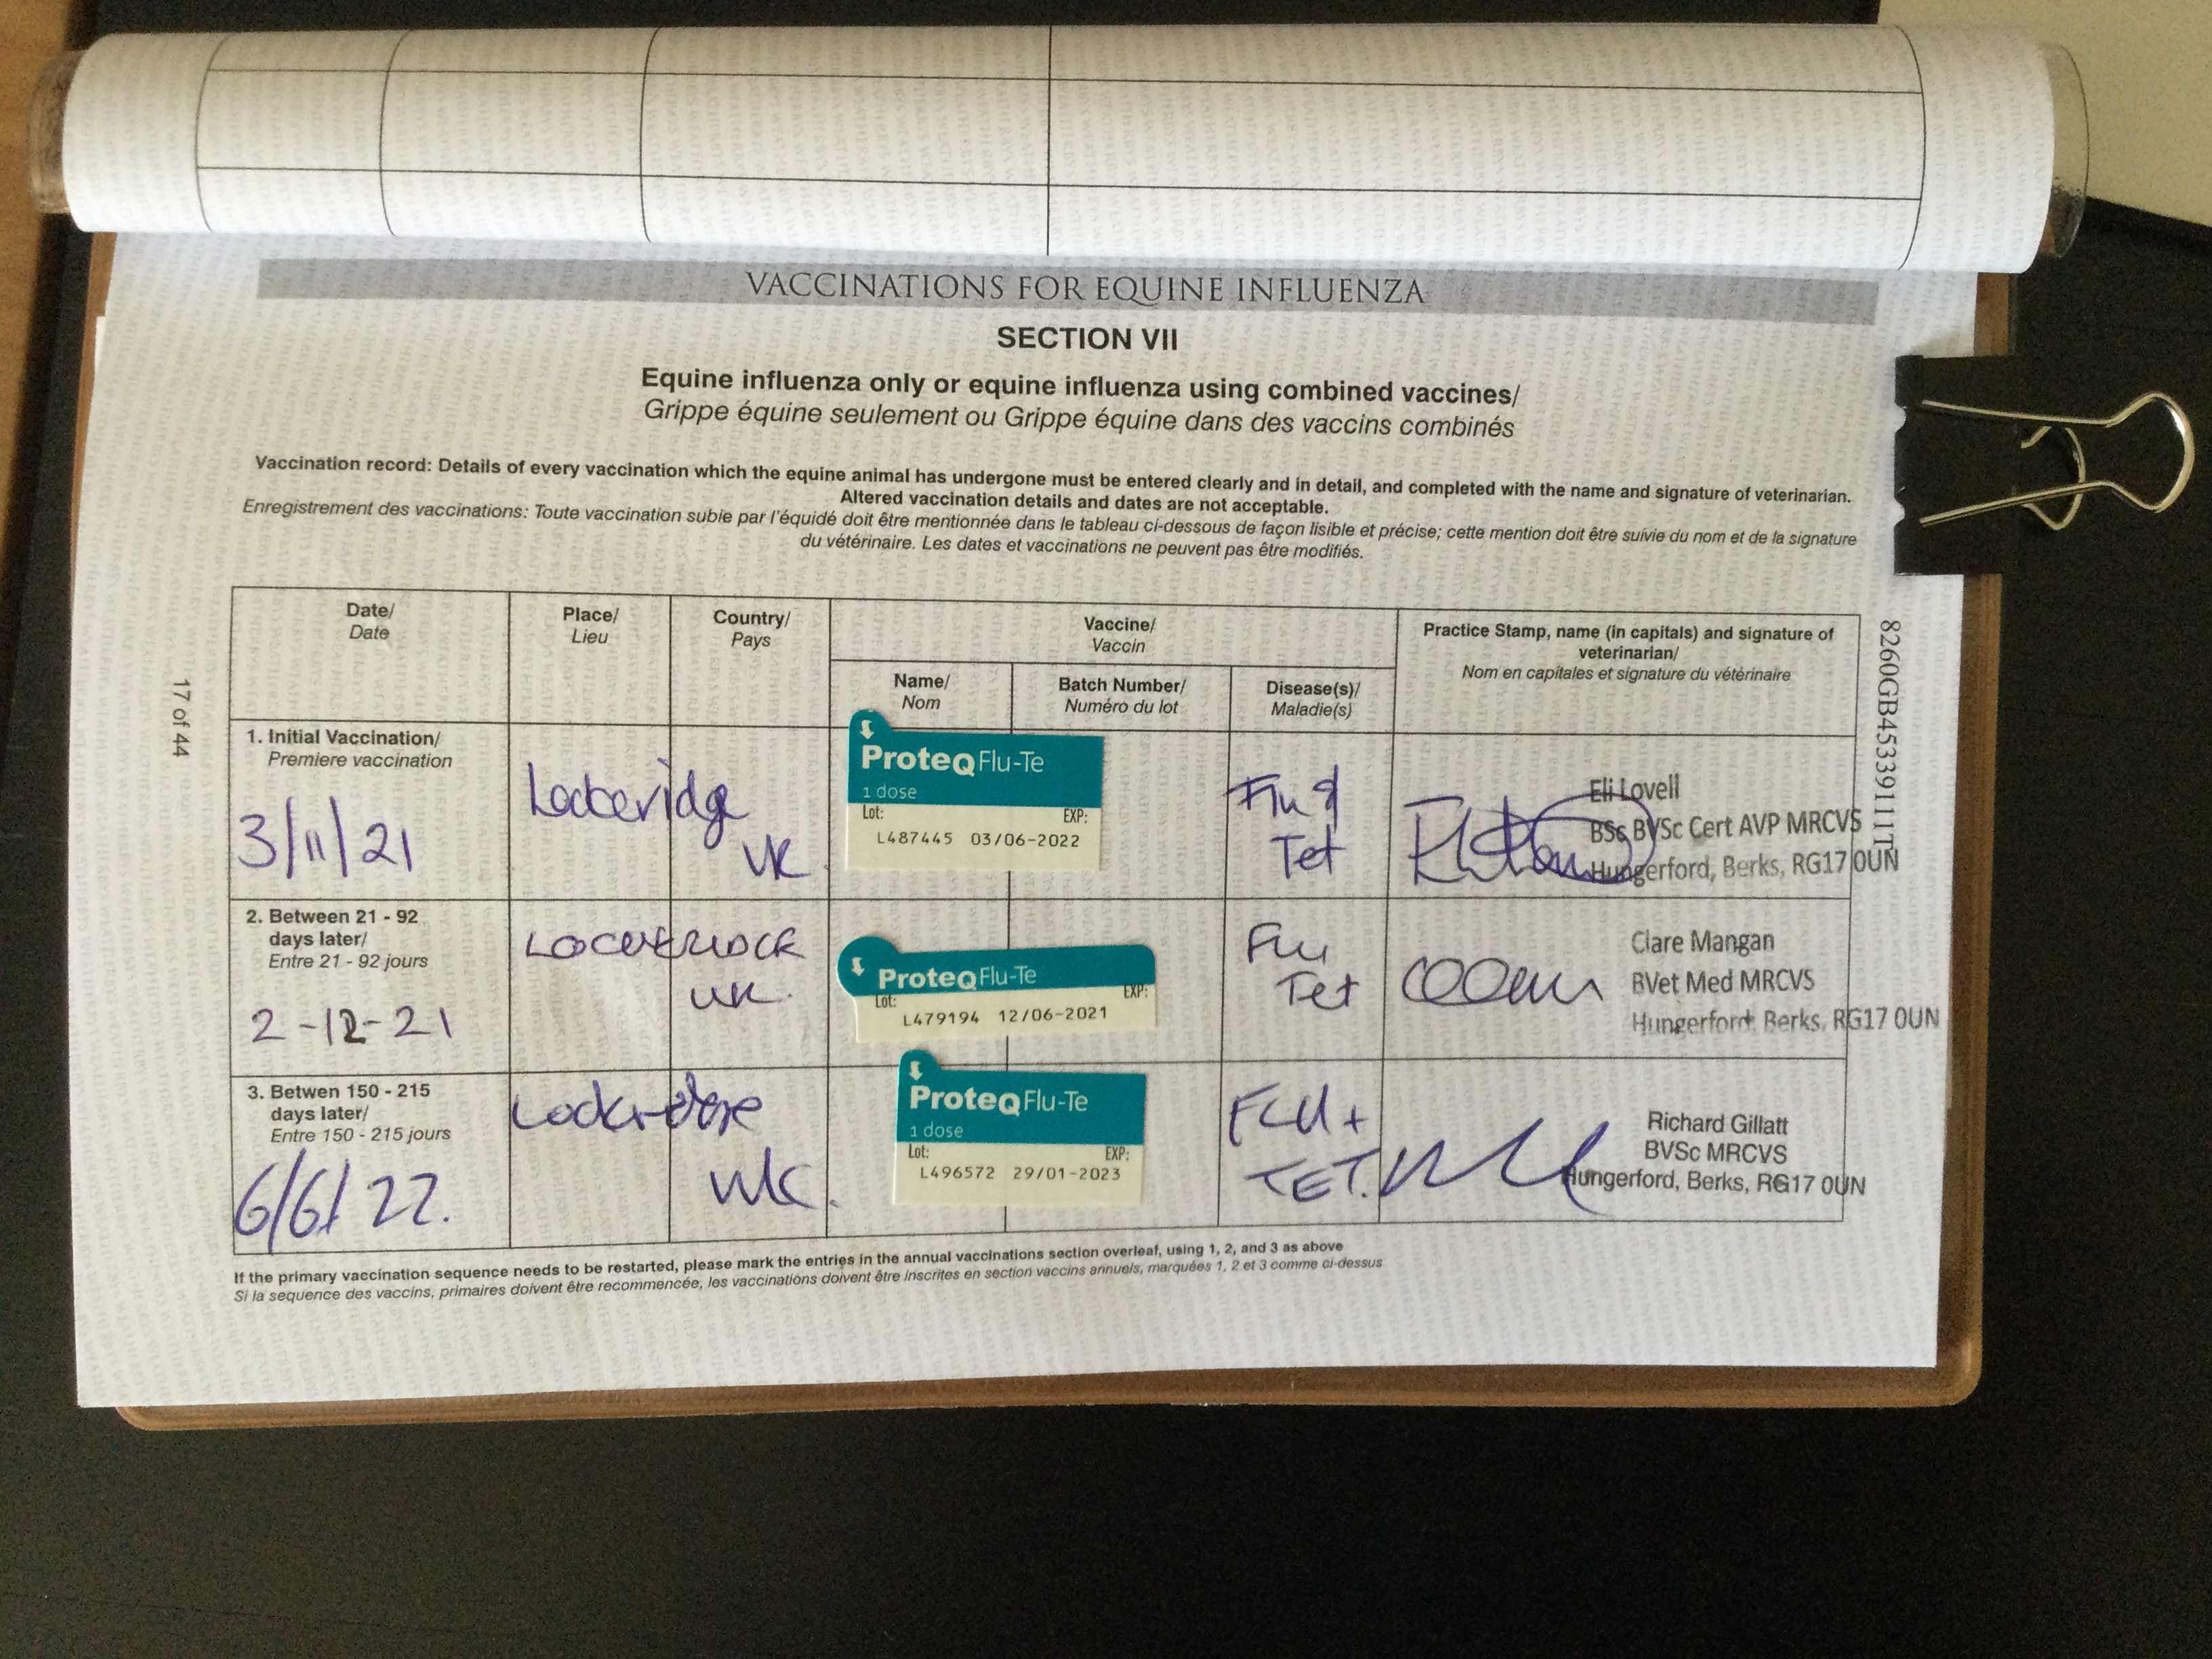 VACCINATIONS FOR EQUINE INFLUENZA
SECTION VII
Equine influenza only or equine influenza using combined vaccines/
Grippe équine seulement ou Grippe équine dans des vaccins combinés
Vaccination record: Details of every vaccination which the equine animal has undergone must be entered clearly and in detail, and completed with the name and signature of veterinarian.
Altered vaccination details and dates are not acceptable.
Enregistrement des vaccinations: Toute vaccination subie par l'équidé doit être mentionnée dans le tableau ci-dessous de façon lisible et précise; cette mention doit être suivie du nom et de la signature
du vétérinaire. Les dates et vaccinations ne peuvent pas être modifiés.
Date/
Date
Place/
Lieu
Country/
Pays
Vaccine/
Vaccin
Name/
Nom
Batch Number/
Numéro du lot
Disease(s)/
Maladie(s)
Practice Stamp, name (in capitals) and signature of
veterinarian/
Nom en capitales et signature du vétérinaire
1. Initial Vaccination/
Premiere vaccination
3/11/21
Lockeridge
UK.
ProteqFlu-Te
1 dose
Lot: EXP:
L487445 03/06-2022
Flu &
Tet
Eli Lovell
BSc BVSc Cert AVP MRCVS
Hungerford, Berks, RG17 0UN
2. Between 21 - 92
days later/
Entre 21 - 92 jours
2-12-21
UK.
ProteqFlu-Te
Lot: EXP:
L479194 12/06-2021
Flu
Tet
Clare Mangan
BVet Med MRCVS
Hungerford, Berks, RG17 0UN
3. Betwen 150 - 215
days later/
Entre 150 - 215 jours
6/6/22.
UK.
ProteqFlu-Te
1 dose
Lot: EXP:
L496572 29/01-2023
FLU +
TET.
Richard Gillatt
BVSc MRCVS
Hungerford, Berks, RG17 0UN
If the primary vaccination sequence needs to be restarted, please mark the entries in the annual vaccinations section overleaf, using 1, 2, and 3 as above
Si la sequence des vaccins, primaires doivent être recommencée, les vaccinations doivent être inscrites en section vaccins annuels, marquées 1, 2 et 3 comme ci-dessus
17 of 44
8260GB45339111T